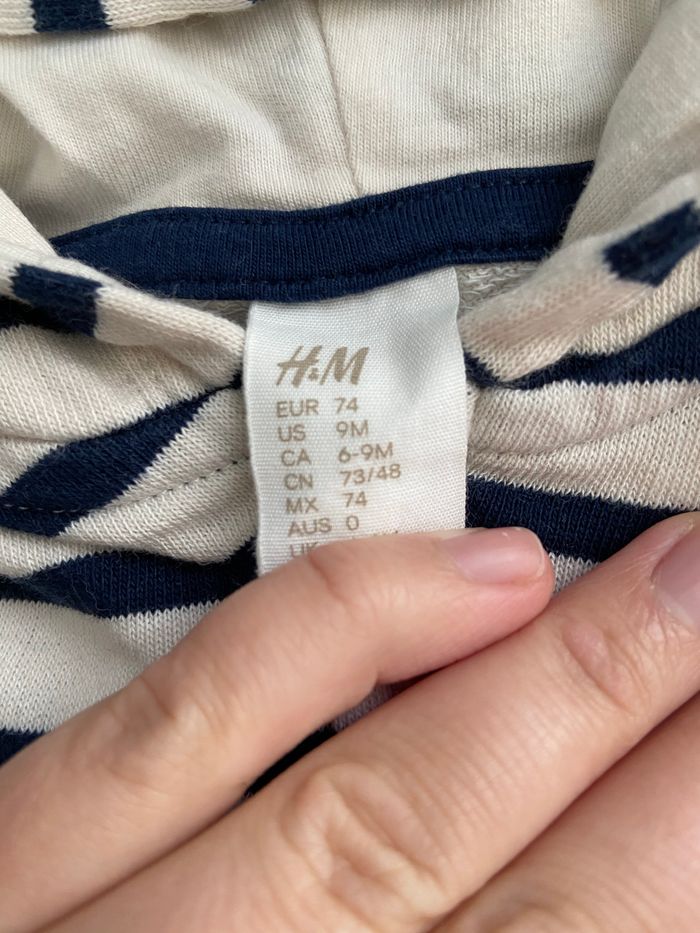 H&M
EUR 74
US 9M
CA 6-9M
CN 73/48
MX 74
AUS 0